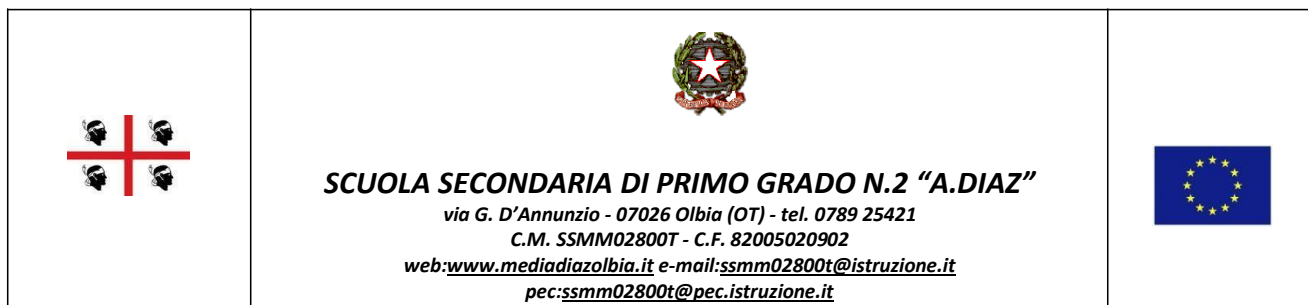 SCUOLA SECONDARIA DI PRIMO GRADO N.2 “A.DIAZ”
via G. D’Annunzio - 07026 Olbia (OT) - tel. 0789 25421
C.M. SSMM02800T - C.F. 82005020902
web:www.mediadiazolbia.it e-mail:ssmm02800t@istruzione.it
pec:ssmm02800t@pec.istruzione.it